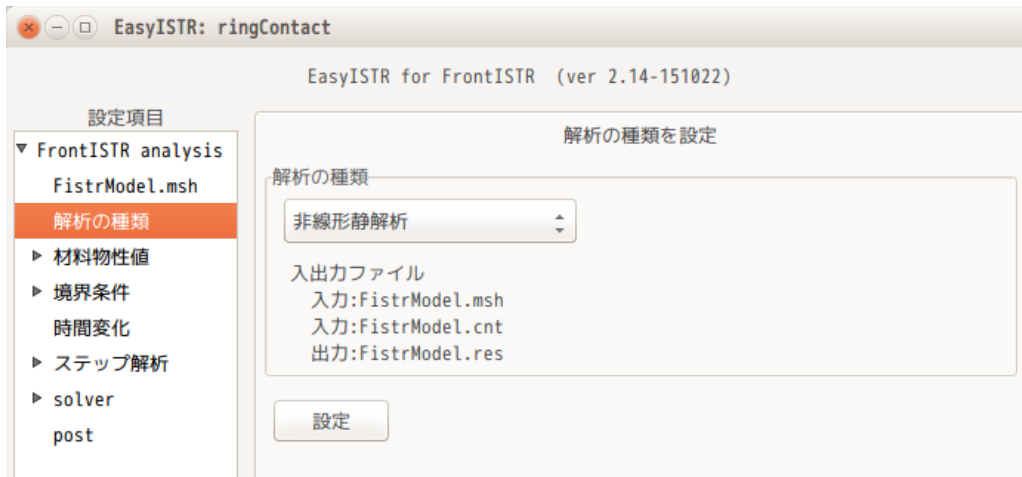 EasyISTR: ringContact
EasyISTR for FrontISTR (ver 2.14-151022)
設定項目
FrontISTR analysis
FistrModel.msh
解析の種類
材料物性値
境界条件
時間変化
ステップ解析
solver
post
解析の種類を設定
解析の種類
非線形静解析
入出力ファイル
入力:FistrModel.msh
入力:FistrModel.cnt
出力:FistrModel.res
設定